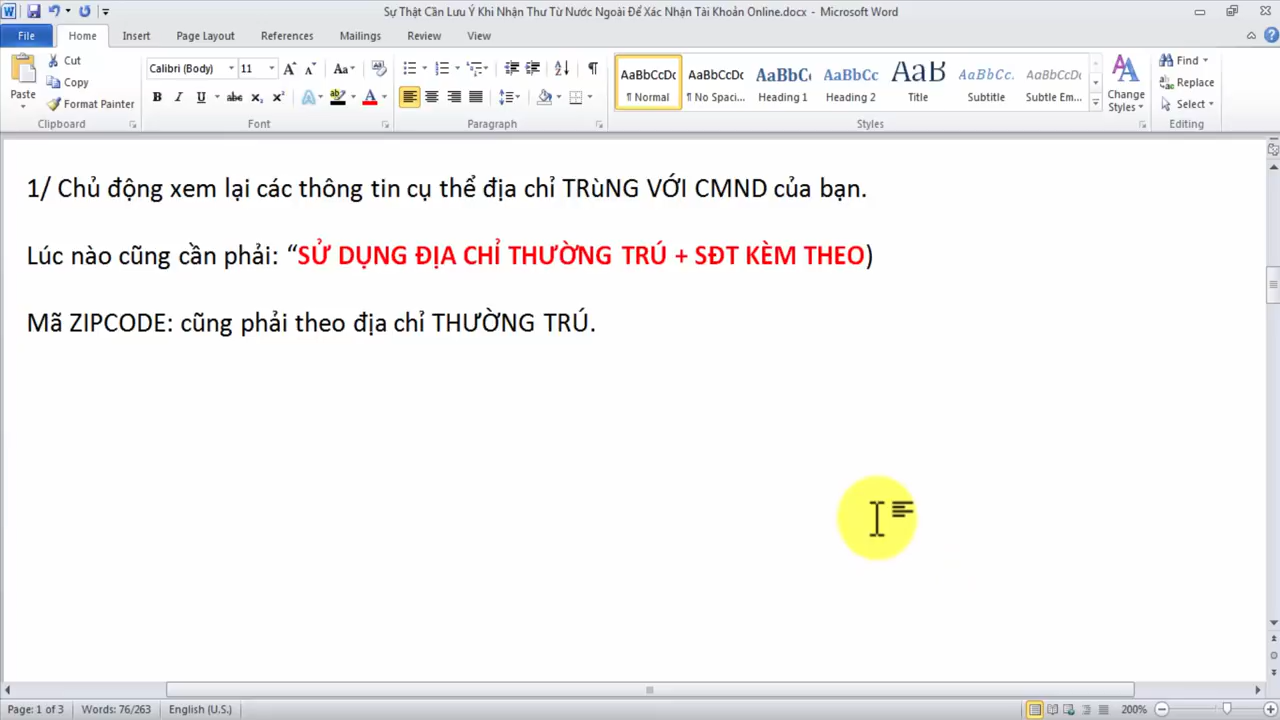 Sự Thật Cần Lưu Ý Khi Nhận Thư Từ Nước Ngoài Để Xác Nhận Tài Khoản Online.docx - Microsoft Word
File Home Insert Page Layout References Mailings Review View
Paste
Cut
Copy
Format Painter
Clipboard
Calibri (Body) 11
Font
Paragraph
AaBbCcDc AaBbCcDc AaBbC AaBbCc AaB AaBbCc. AaBbCcDc
¶ Normal ¶ No Spaci... Heading 1 Heading 2 Title Subtitle Subtle Em...
Change Styles
Styles
Find
Replace
Select
Editing
1/ Chủ động xem lại các thông tin cụ thể địa chỉ TRùNG VỚI CMND của bạn.
Lúc nào cũng cần phải: “SỬ DỤNG ĐỊA CHỈ THƯỜNG TRÚ + SĐT KÈM THEO)
Mã ZIPCODE: cũng phải theo địa chỉ THƯỜNG TRÚ.
Page: 1 of 3 Words: 76/263 English (U.S.) 200%